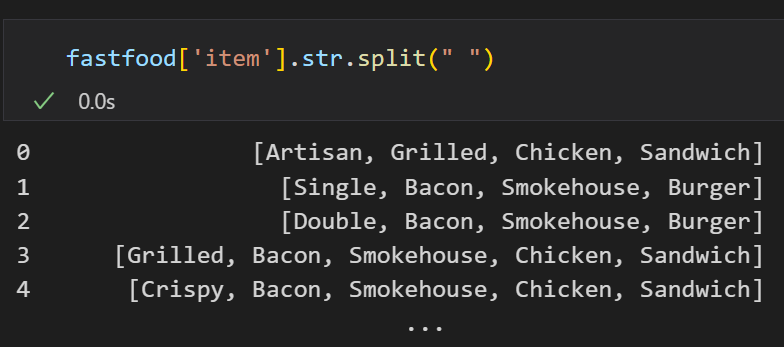 fastfood['item'].str.split(" ")
0.0s
0 [Artisan, Grilled, Chicken, Sandwich]
1 [Single, Bacon, Smokehouse, Burger]
2 [Double, Bacon, Smokehouse, Burger]
3 [Grilled, Bacon, Smokehouse, Chicken, Sandwich]
4 [Crispy, Bacon, Smokehouse, Chicken, Sandwich]
...